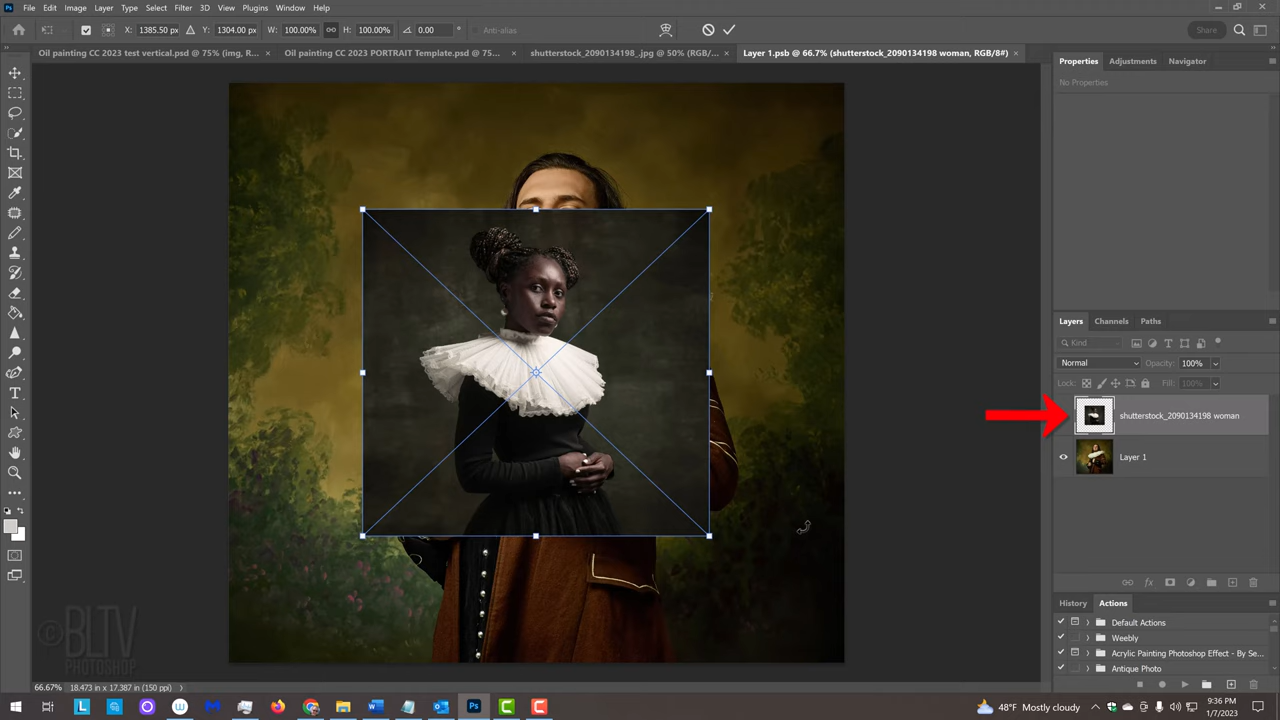 Ps File Edit Image Layer Type Select Filter 3D View Plugins Window Help
X: 1385.50 px Y: 1304.00 px W: 100.00% H: 100.00% 0.00 ° Anti-alias Share
Oil painting CC 2023 test vertical.psd @ 75% (img, R... × Oil painting CC 2023 PORTRAIT Template.psd @ 75... × shutterstock_2090134198_.jpg @ 50% (RGB/... × Layer 1.psb @ 66.7% (shutterstock_2090134198 woman, RGB/8#) ×
Properties Adjustments Navigator
No Properties
Layers Channels Paths
Kind
Normal Opacity: 100%
Lock: Fill: 100%
shutterstock_2090134198 woman
Layer 1
History Actions
Default Actions
Weebly
Acrylic Painting Photoshop Effect - By Se...
Antique Photo
©BLTV
PHOTOSHOP
66.67% 18.473 in x 17.387 in (150 ppi)
48°F Mostly cloudy
9:36 PM
1/7/2023